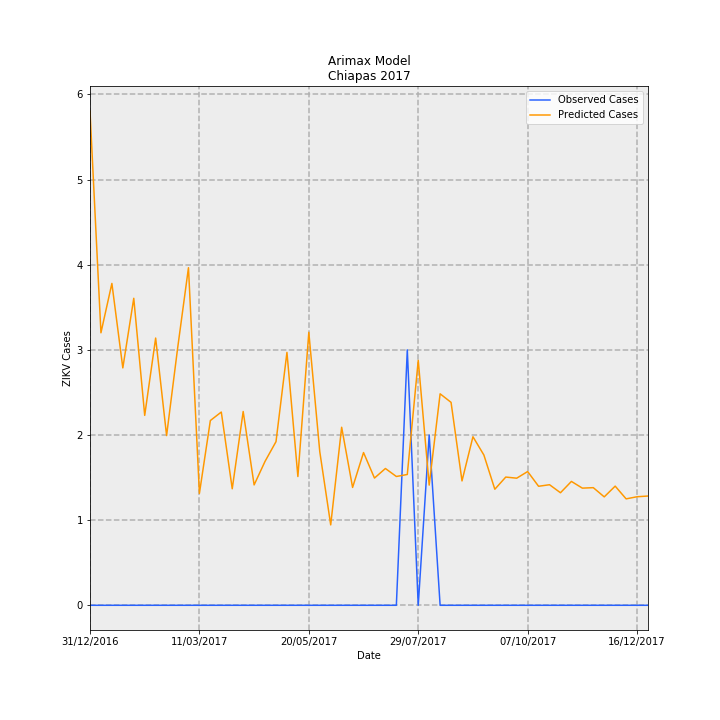 Arimax Model
Chiapas 2017
Observed Cases
Predicted Cases
6
5
4
3
2
1
0
ZIKV Cases
31/12/2016 11/03/2017 20/05/2017 29/07/2017 07/10/2017 16/12/2017
Date